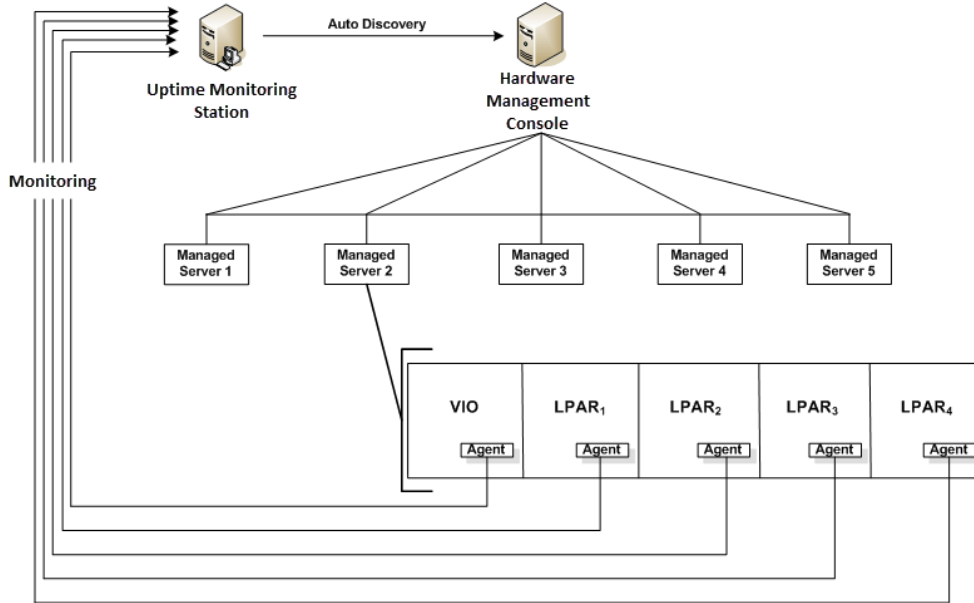 Auto Discovery
Uptime Monitoring
Station
Hardware
Management
Console
Monitoring
Managed
Server 1
Managed
Server 2
Managed
Server 3
Managed
Server 4
Managed
Server 5
VIO
LPAR₁
LPAR₂
LPAR₃
LPAR₄
Agent
Agent
Agent
Agent
Agent